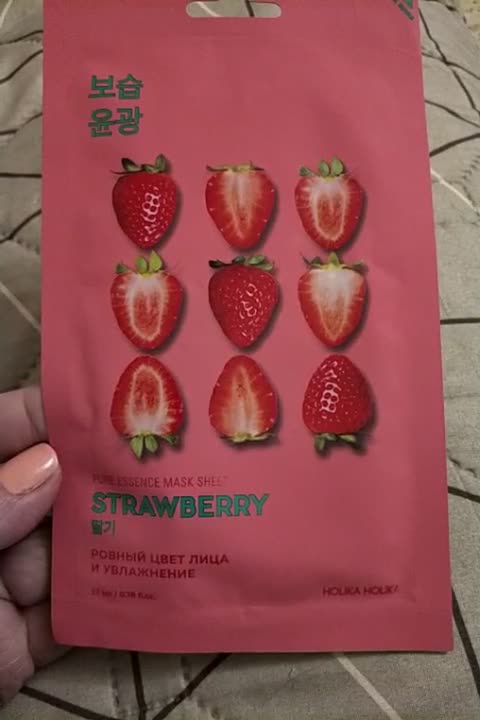 보습
윤광
PURE ESSENCE MASK SHEET
STRAWBERRY
딸기
РОВНЫЙ ЦВЕТ ЛИЦА
И УВЛАЖНЕНИЕ
HOLIKA HOLIKA